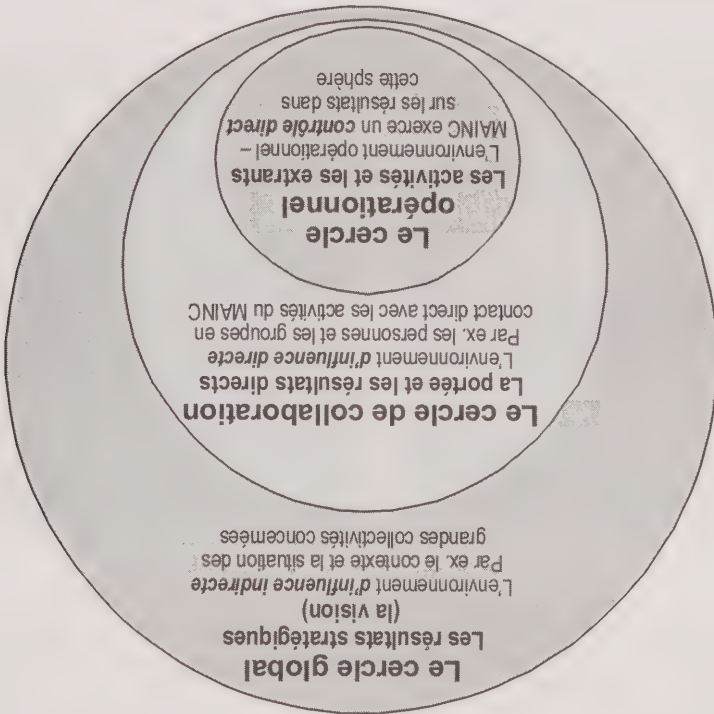 Le cercle global
Les résultats stratégiques
(la vision)
L'environnement d'influence indirecte
Par ex. le contexte et la situation des
grandes collectivités concernées
Le cercle de collaboration
La portée et les résultats directs
L'environnement d'influence directe
Par ex. les personnes et les groupes en
contact direct avec les activités du MAINC
Le cercle
opérationnel
Les activités et les extrants
L'environnement opérationnel –
MAINC exerce un contrôle direct
sur les résultats dans
cette sphère